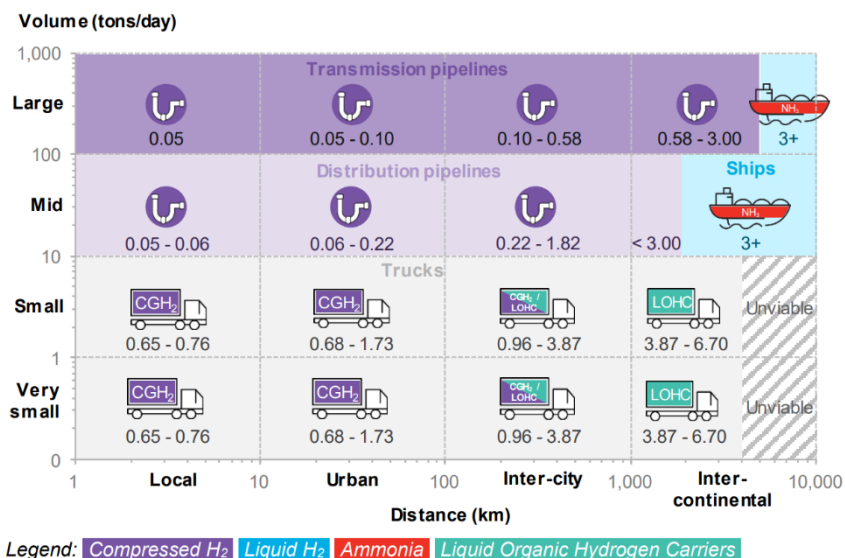 Volume (tons/day)
1,000
Transmission pipelines
Large
NH₃
0.05
0.05 - 0.10
0.10 - 0.58
0.58 - 3.00
3+
100
Distribution pipelines
Ships
Mid
NH₃
0.05 - 0.06
0.06 - 0.22
0.22 - 1.82
< 3.00
3+
10
Trucks
Small
CGH₂
CGH₂
CGH₂ /
LOHC
LOHC
Unviable
0.65 - 0.76
0.68 - 1.73
0.96 - 3.87
3.87 - 6.70
1
Very
small
CGH₂
CGH₂
CGH₂ /
LOHC
LOHC
Unviable
0.65 - 0.76
0.68 - 1.73
0.96 - 3.87
3.87 - 6.70
0
1
Local
10
Urban
100
Inter-city
1,000
Inter-
continental
10,000
Distance (km)
Legend: Compressed H₂ Liquid H₂ Ammonia Liquid Organic Hydrogen Carriers